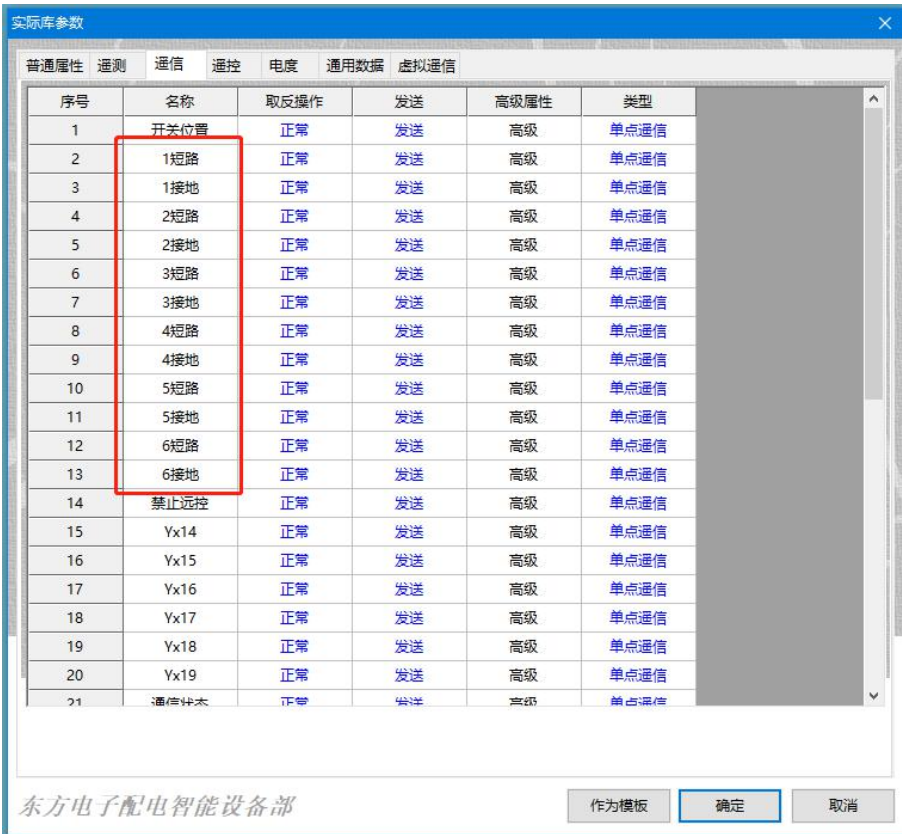 实际库参数
普通属性 遥测 遥信 遥控 电度 通用数据 虚拟遥信
序号 名称 取反操作 发送 高级属性 类型
1 开关位置 正常 发送 高级 单点遥信
2 1短路 正常 发送 高级 单点遥信
3 1接地 正常 发送 高级 单点遥信
4 2短路 正常 发送 高级 单点遥信
5 2接地 正常 发送 高级 单点遥信
6 3短路 正常 发送 高级 单点遥信
7 3接地 正常 发送 高级 单点遥信
8 4短路 正常 发送 高级 单点遥信
9 4接地 正常 发送 高级 单点遥信
10 5短路 正常 发送 高级 单点遥信
11 5接地 正常 发送 高级 单点遥信
12 6短路 正常 发送 高级 单点遥信
13 6接地 正常 发送 高级 单点遥信
14 禁止远控 正常 发送 高级 单点遥信
15 Yx14 正常 发送 高级 单点遥信
16 Yx15 正常 发送 高级 单点遥信
17 Yx16 正常 发送 高级 单点遥信
18 Yx17 正常 发送 高级 单点遥信
19 Yx18 正常 发送 高级 单点遥信
20 Yx19 正常 发送 高级 单点遥信
21 通信状态 正常 发送 高级 单点遥信
东方电子配电智能设备部 作为模板 确定 取消